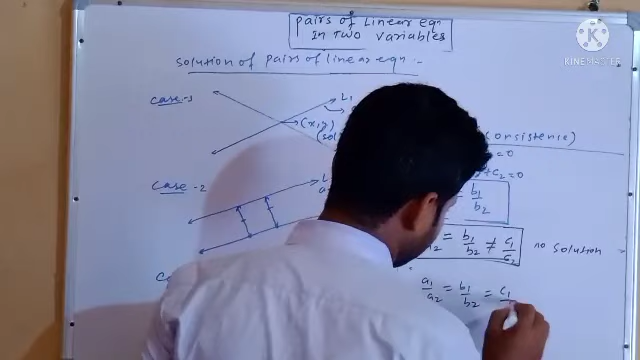 Pairs of Linear Eqn
In Two Variables
Solution of pairs of linear eqn :-
KINEMASTER
Case-1
L1
(x,y)
(Consistence)
= 0
+ C2 = 0
Case-2
b1/b2
b1/b2 ≠ c1/c2 no solution
a1/a2 = b1/b2 = c1